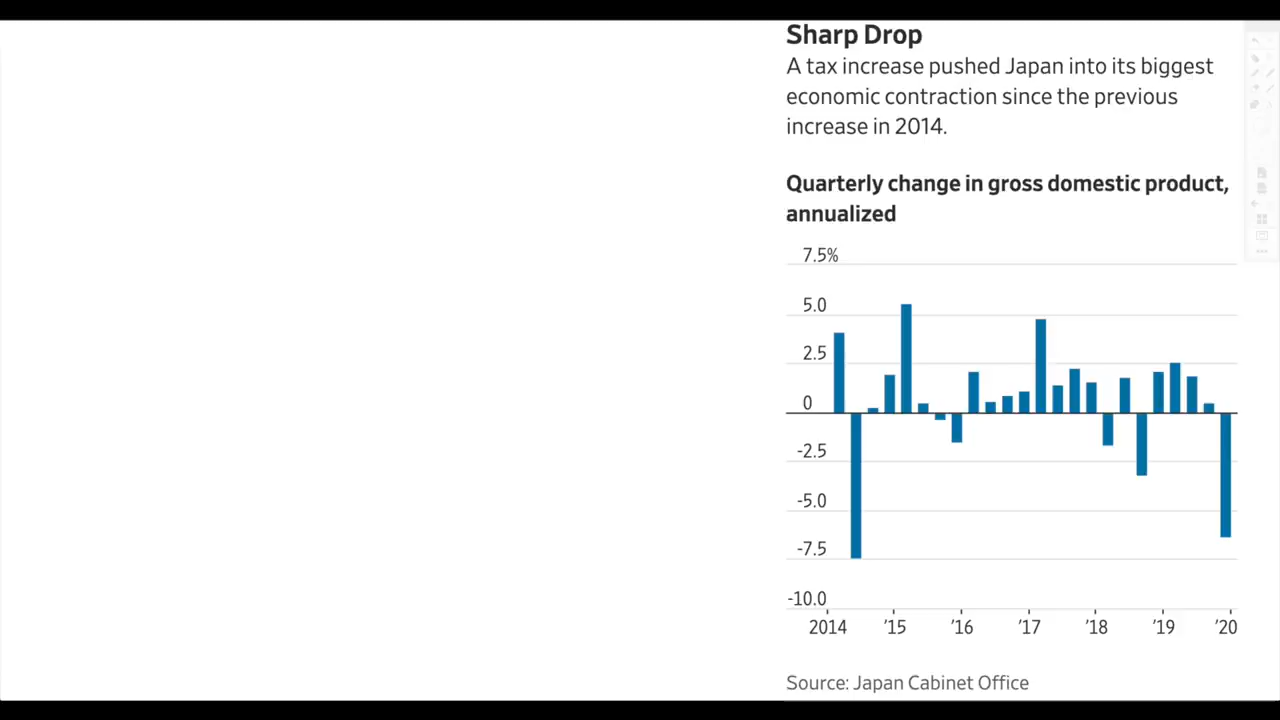 Sharp Drop
A tax increase pushed Japan into its biggest
economic contraction since the previous
increase in 2014.
Quarterly change in gross domestic product,
annualized
7.5%
5.0
2.5
0
-2.5
-5.0
-7.5
-10.0
2014 ’15 ’16 ’17 ’18 ’19 ’20
Source: Japan Cabinet Office